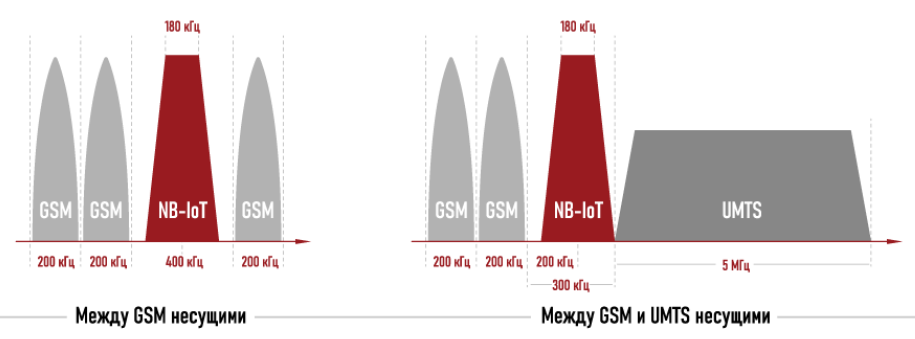 180 кГц 180 кГц
GSM GSM NB-IoT GSM GSM GSM NB-IoT UMTS
200 кГц 200 кГц 400 кГц 200 кГц 200 кГц 200 кГц 200 кГц 5 МГц
300 кГц
Между GSM несущими Между GSM и UMTS несущими